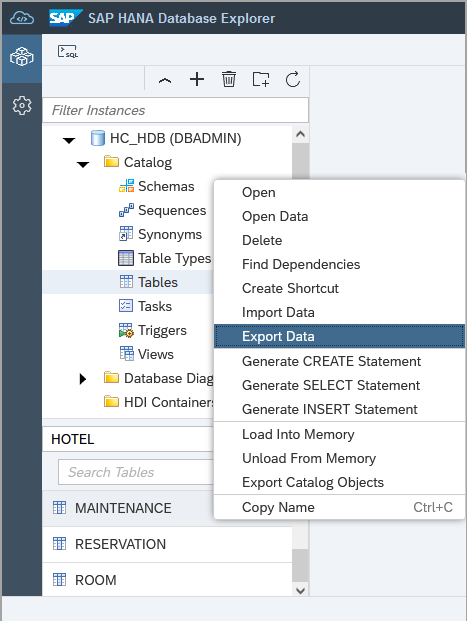 SAP SAP HANA Database Explorer
SQL
Filter Instances
HC_HDB (DBADMIN)
Catalog
Schemas
Sequences
Synonyms
Table Types
Tables
Tasks
Triggers
Views
Database Diag
HDI Containers
HOTEL
Search Tables
MAINTENANCE
RESERVATION
ROOM
Open
Open Data
Delete
Find Dependencies
Create Shortcut
Import Data
Export Data
Generate CREATE Statement
Generate SELECT Statement
Generate INSERT Statement
Load Into Memory
Unload From Memory
Export Catalog Objects
Copy Name Ctrl+C